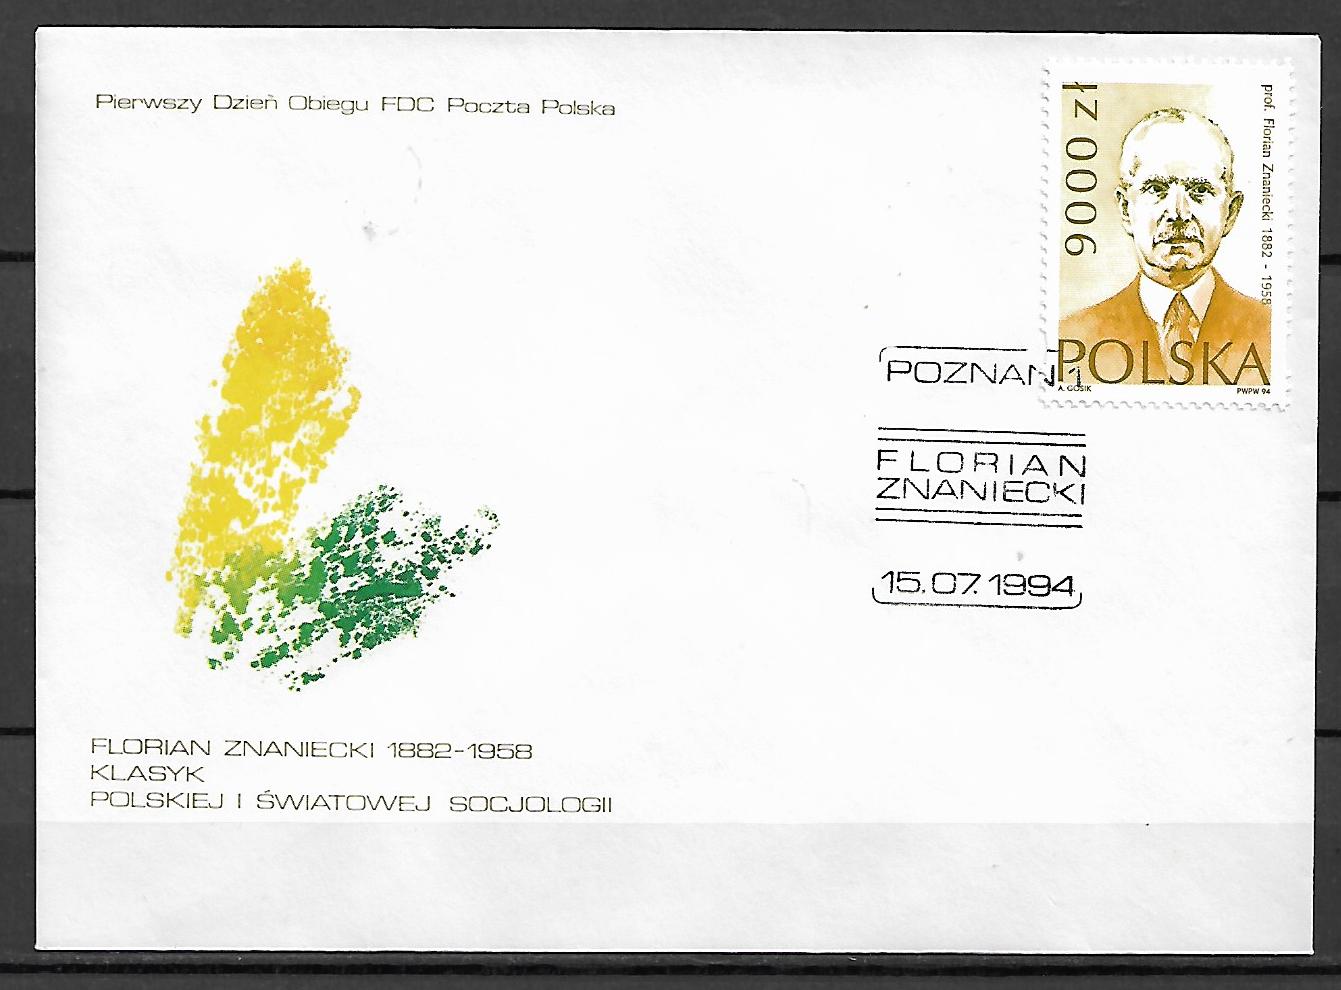 Pierwszy Dzień Obiegu FDC Poczta Polska
9000 zł
prof. Florian Znaniecki 1882 - 1958
POLSKA
A. GOSIK
PWPW 94
POZNAŃ 1
FLORIAN
ZNANIECKI
15.07.1994
FLORIAN ZNANIECKI 1882-1958
KLASYK
POLSKIEJ I ŚWIATOWEJ SOCJOLOGII